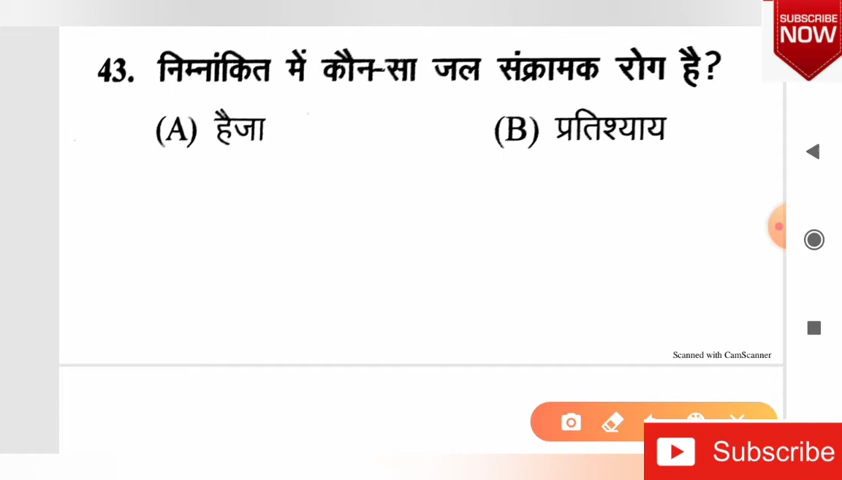 SUBSCRIBE
NOW
43. निम्नांकित में कौन-सा जल संक्रामक रोग है?
(A) हैजा (B) प्रतिश्याय
Scanned with CamScanner
Subscribe